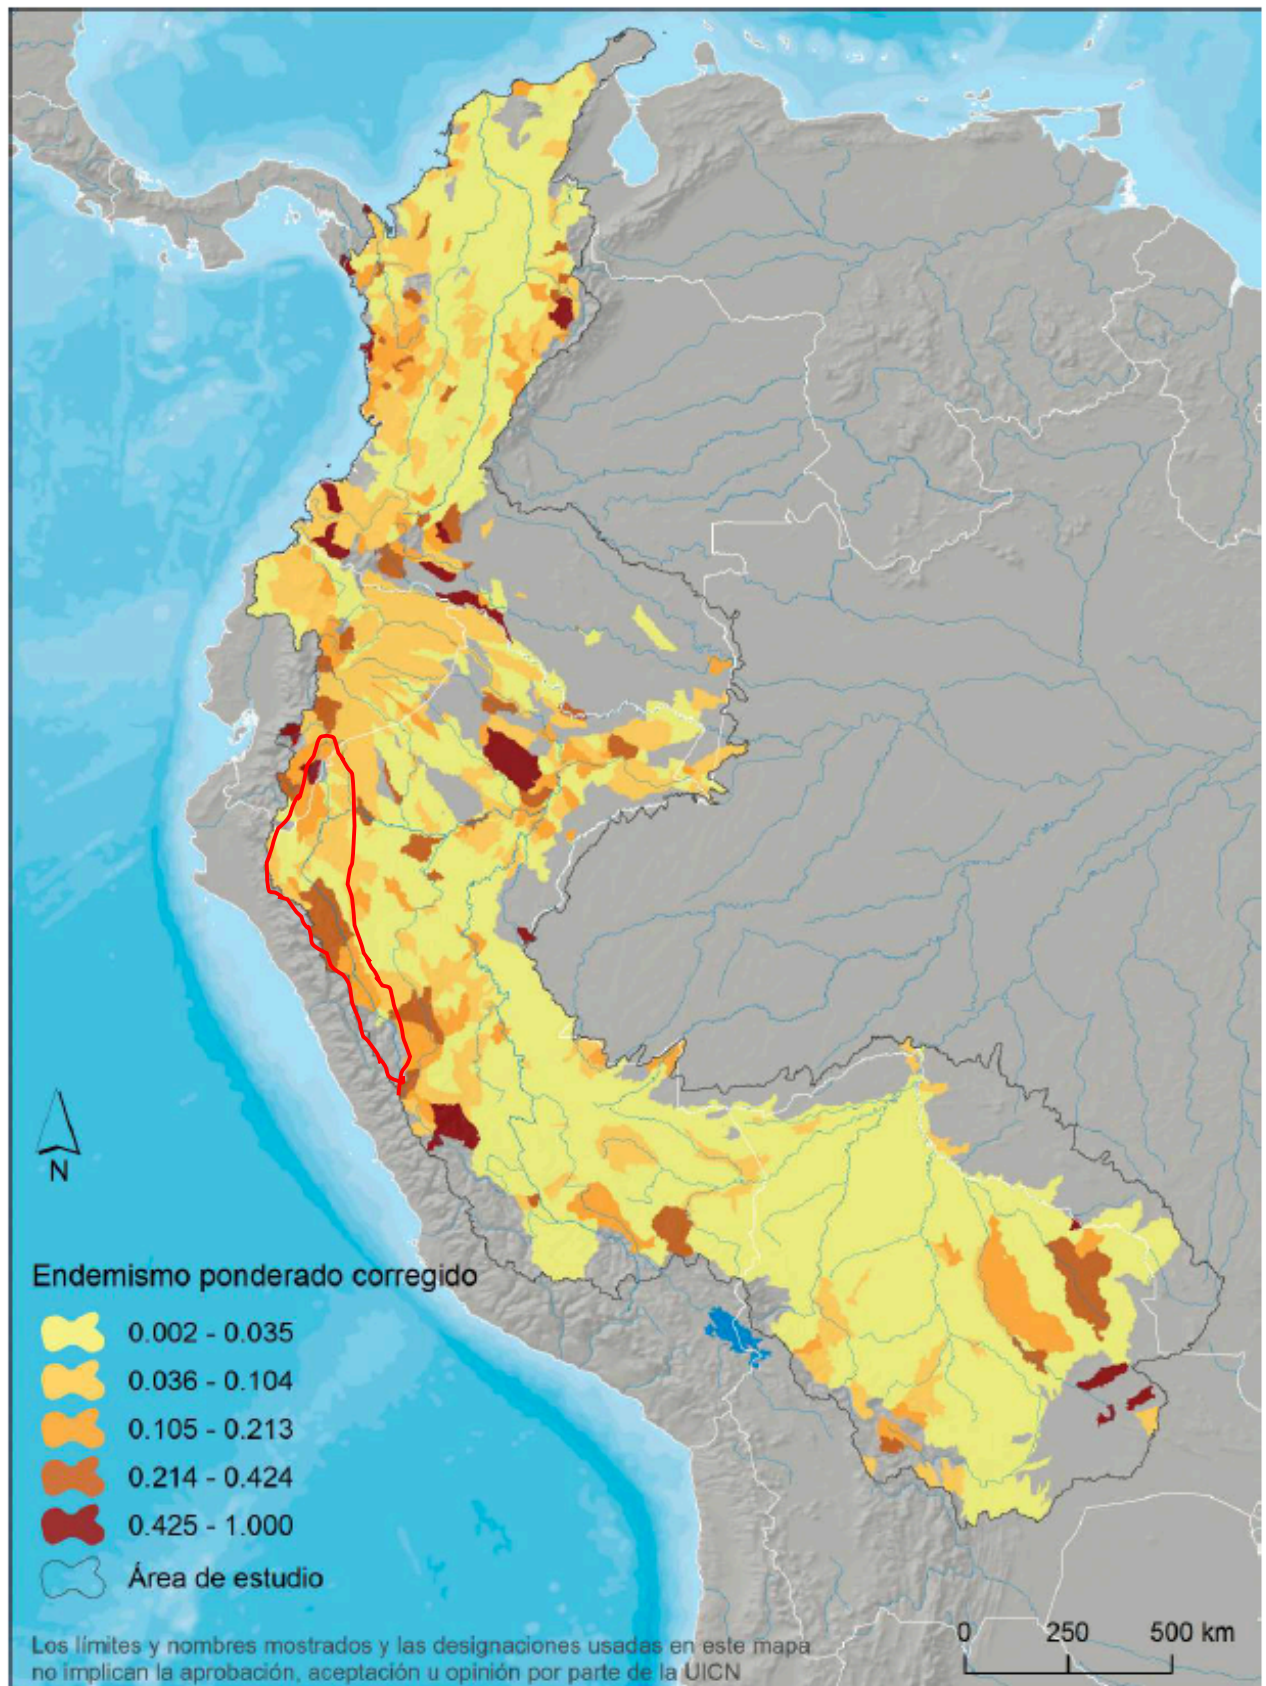 N
Endemismo ponderado corregido
0.002 - 0.035
0.036 - 0.104
0.105 - 0.213
0.214 - 0.424
0.425 - 1.000
Área de estudio
0 250 500 km
Los límites y nombres mostrados y las designaciones usadas en este mapa
no implican la aprobación, aceptación u opinión por parte de la UICN